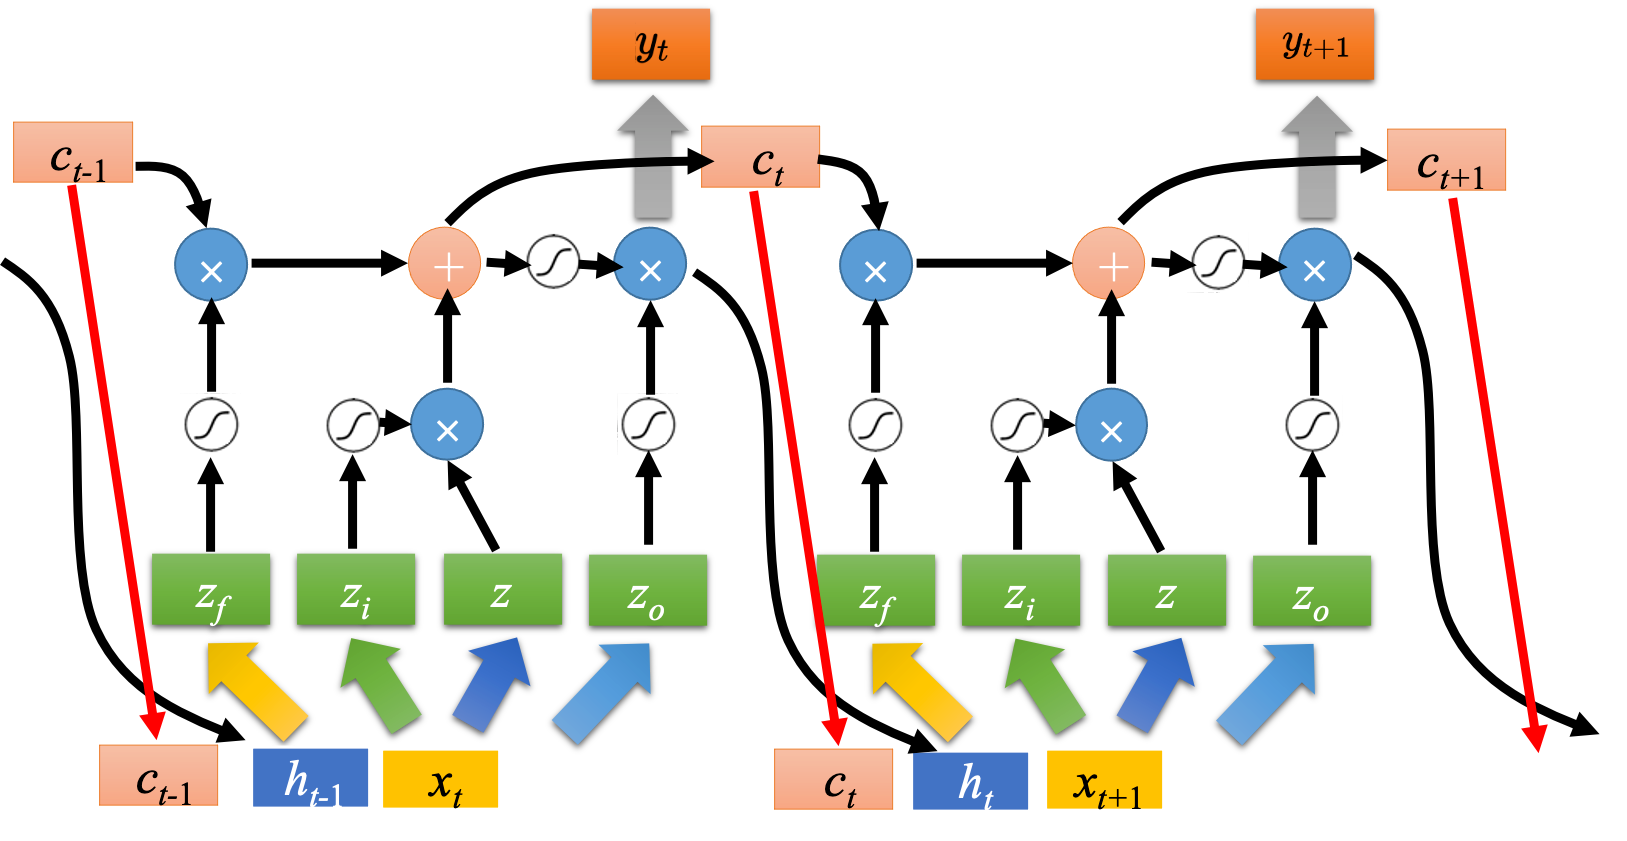 y_t
y_{t+1}
c_{t-1}
c_t
c_{t+1}
× + × × + ×
× ×
z_f z_i z z_o z_f z_i z z_o
c_{t-1} h_{t-1} x_t c_t h_t x_{t+1}